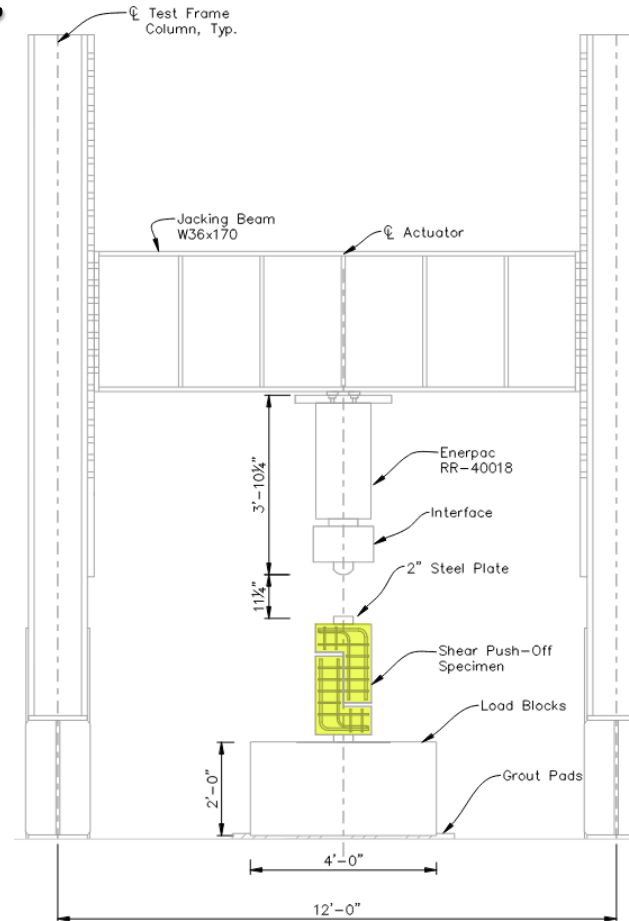 ℄ Test Frame
Column, Typ.
Jacking Beam
W36x170
℄ Actuator
3'-10¼"
Enerpac
RR-40018
Interface
11¼"
2" Steel Plate
Shear Push-Off
Specimen
Load Blocks
2'-0"
Grout Pads
4'-0"
12'-0"